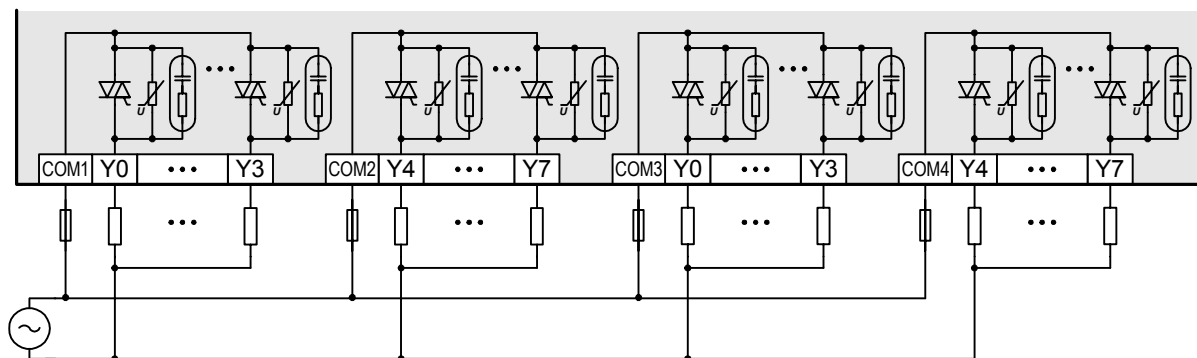 U U U U U U U U
COM1 Y0 ••• Y3 COM2 Y4 ••• Y7 COM3 Y0 ••• Y3 COM4 Y4 ••• Y7